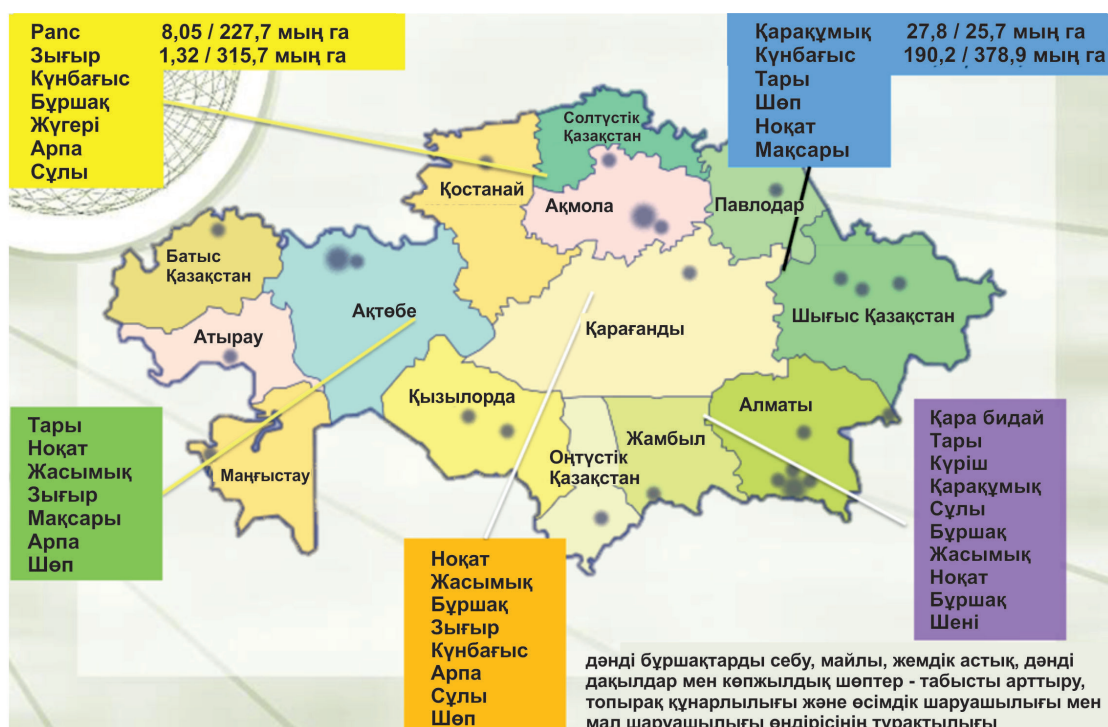 Рапс 8,05 / 227,7 мың га
Зығыр 1,32 / 315,7 мың га
Күнбағыс
Бұршақ
Жүгері
Арпа
Сұлы
Қарақұмық 27,8 / 25,7 мың га
Күнбағыс 190,2 / 378,9 мың га
Тары
Шөп
Ноқат
Мақсары
Солтүстік
Қазақстан
Қостанай
Ақмола
Павлодар
Батыс
Қазақстан
Ақтөбе
Атырау
Қарағанды
Шығыс Қазақстан
Қызылорда
Алматы
Жамбыл
Оңтүстік
Қазақстан
Маңғыстау
Тары
Ноқат
Жасымық
Зығыр
Мақсары
Арпа
Шөп
Ноқат
Жасымық
Бұршақ
Зығыр
Күнбағыс
Арпа
Сұлы
Шөп
Қара бидай
Тары
Күріш
Қарақұмық
Сұлы
Бұршақ
Жасымық
Ноқат
Бұршақ
Шені
дәнді бұршақтарды себу, майлы, жемдік астық, дәнді
дақылдар мен көпжылдық шөптер - табысты арттыру,
топырақ құнарлылығы және өсімдік шаруашылығы мен
мал шаруашылығы өндірісінің тұрақтылығы